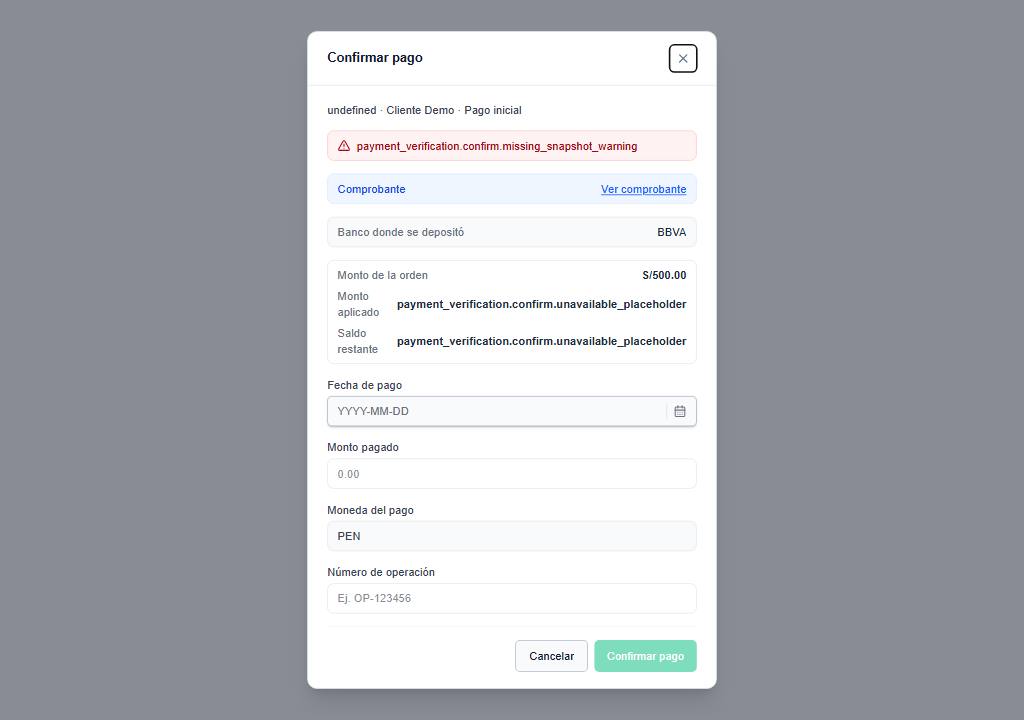 Confirmar pago
undefined · Cliente Demo · Pago inicial
payment_verification.confirm.missing_snapshot_warning
Comprobante Ver comprobante
Banco donde se depositó BBVA
Monto de la orden S/500.00
Monto aplicado payment_verification.confirm.unavailable_placeholder
Saldo restante payment_verification.confirm.unavailable_placeholder
Fecha de pago
YYYY-MM-DD
Monto pagado
0.00
Moneda del pago
PEN
Número de operación
Ej. OP-123456
Cancelar Confirmar pago